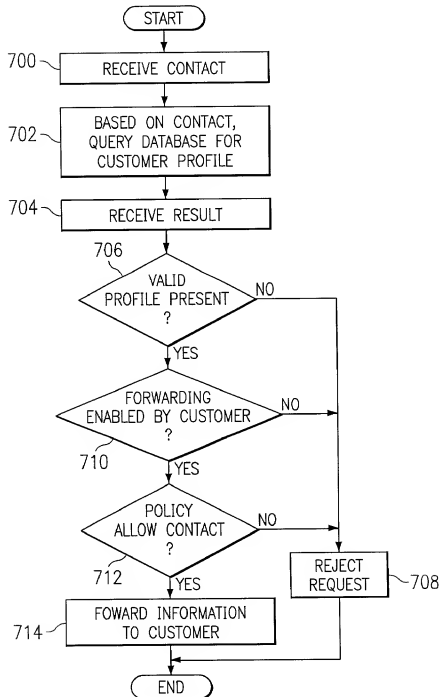 START
700
RECEIVE CONTACT
702
BASED ON CONTACT,
QUERY DATABASE FOR
CUSTOMER PROFILE
704
RECEIVE RESULT
706
VALID
PROFILE PRESENT
?
NO
YES
FORWARDING
ENABLED BY CUSTOMER
?
NO
710
YES
POLICY
ALLOW CONTACT
?
NO
712
YES
REJECT
REQUEST
708
714
FOWARD INFORMATION
TO CUSTOMER
END